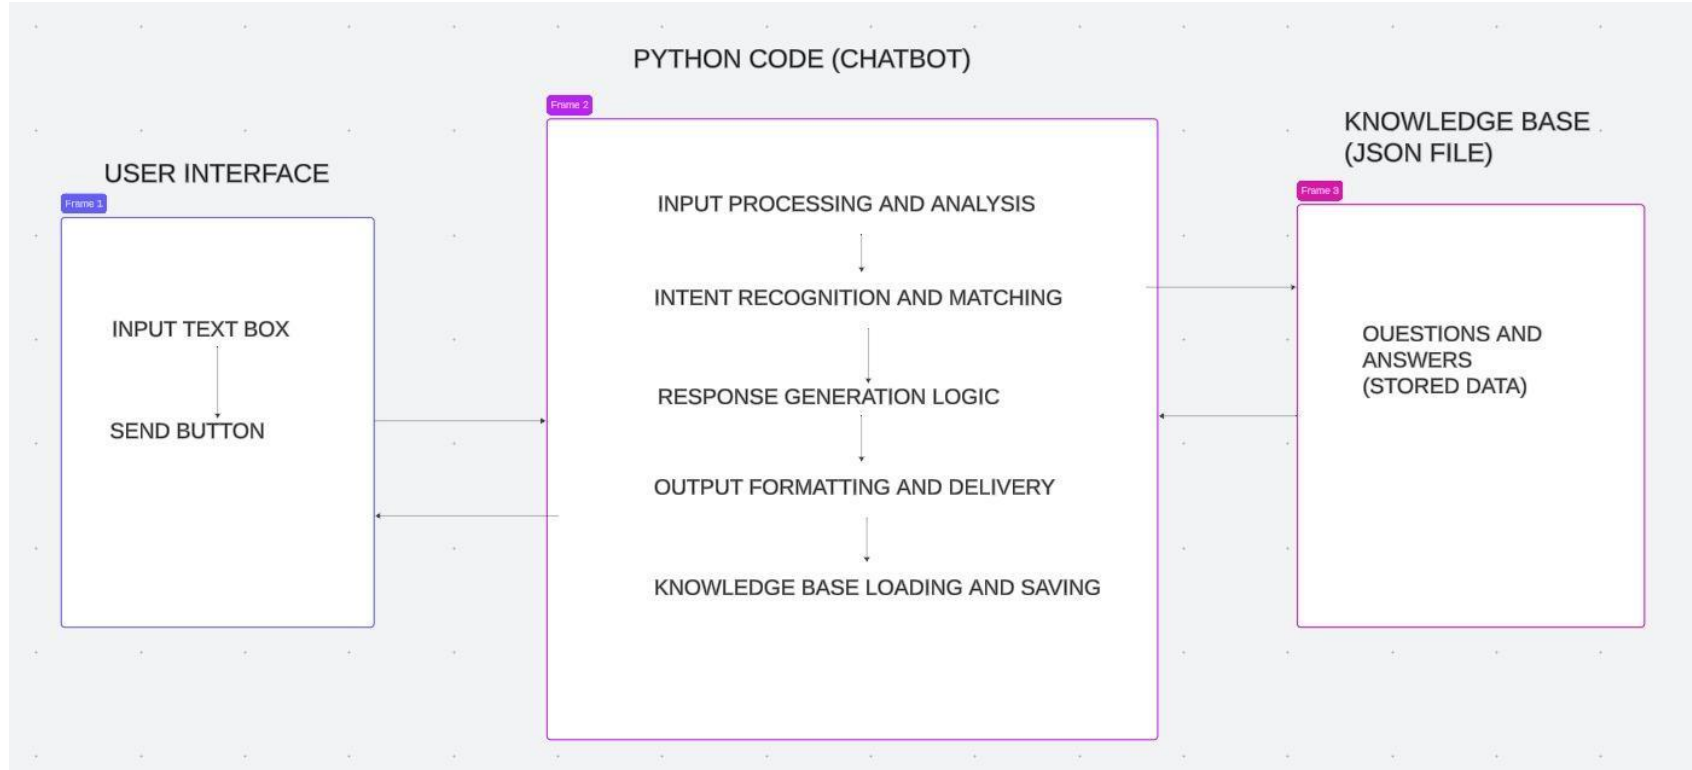 PYTHON CODE (CHATBOT)
Frame 2
KNOWLEDGE BASE
(JSON FILE)
USER INTERFACE
Frame 1
Frame 3
INPUT PROCESSING AND ANALYSIS
INTENT RECOGNITION AND MATCHING
INPUT TEXT BOX
OUESTIONS AND
ANSWERS
(STORED DATA)
RESPONSE GENERATION LOGIC
SEND BUTTON
OUTPUT FORMATTING AND DELIVERY
KNOWLEDGE BASE LOADING AND SAVING